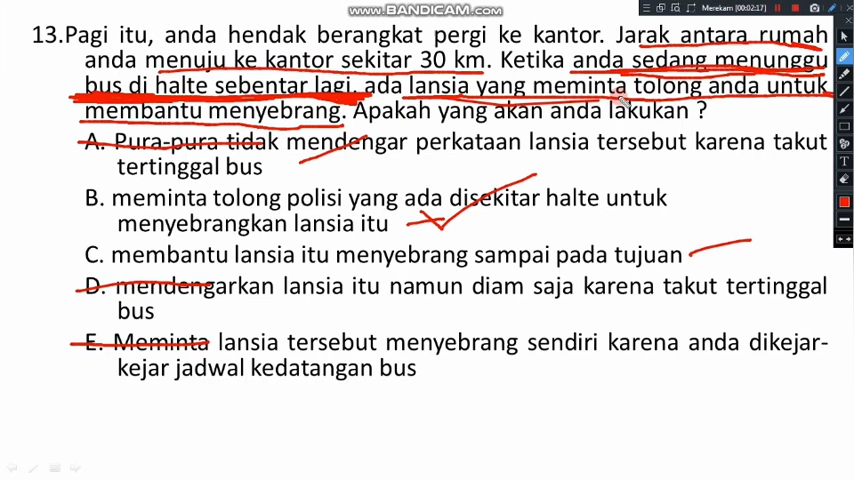 WWW.BANDICAM.COM
Merekam [00:02:17]
13.Pagi itu, anda hendak berangkat pergi ke kantor. Jarak antara rumah
anda menuju ke kantor sekitar 30 km. Ketika anda sedang menunggu
bus di halte sebentar lagi, ada lansia yang meminta tolong anda untuk
membantu menyebrang. Apakah yang akan anda lakukan ?
A. Pura-pura tidak mendengar perkataan lansia tersebut karena takut
tertinggal bus
B. meminta tolong polisi yang ada disekitar halte untuk
menyebrangkan lansia itu
C. membantu lansia itu menyebrang sampai pada tujuan
D. mendengarkan lansia itu namun diam saja karena takut tertinggal
bus
E. Meminta lansia tersebut menyebrang sendiri karena anda dikejar-
kejar jadwal kedatangan bus